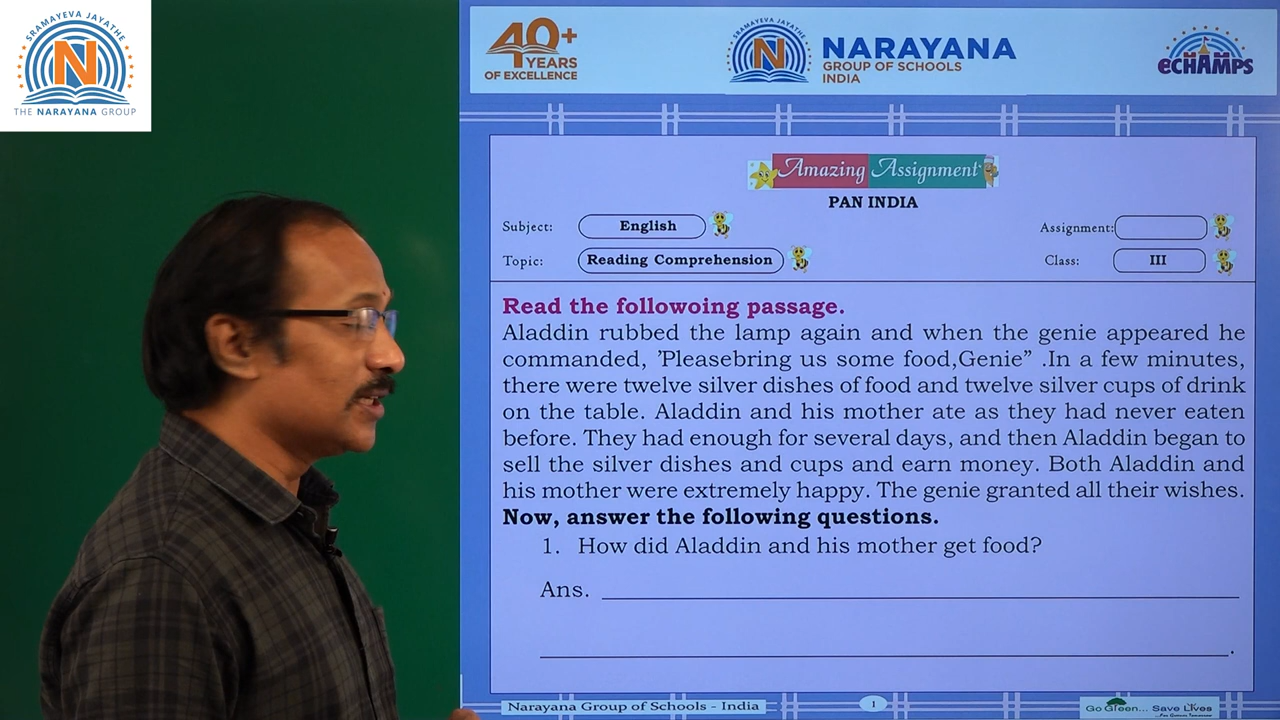 SRAMAYEVA JAYATHE
N
THE NARAYANA GROUP
40+
YEARS
OF EXCELLENCE
SRAMAYEVA JAYATHE
N
NARAYANA
GROUP OF SCHOOLS
INDIA
eCHAMPS
Amazing Assignment
PAN INDIA
Subject: English
Assignment:
Topic: Reading Comprehension
Class: III
Read the followoing passage.
Aladdin rubbed the lamp again and when the genie appeared he
commanded, ’Pleasebring us some food,Genie” .In a few minutes,
there were twelve silver dishes of food and twelve silver cups of drink
on the table. Aladdin and his mother ate as they had never eaten
before. They had enough for several days, and then Aladdin began to
sell the silver dishes and cups and earn money. Both Aladdin and
his mother were extremely happy. The genie granted all their wishes.
Now, answer the following questions.
1. How did Aladdin and his mother get food?
Ans.
.
Narayana Group of Schools - India
1
Go Green... Save Lives
...For Greener Tomorrow